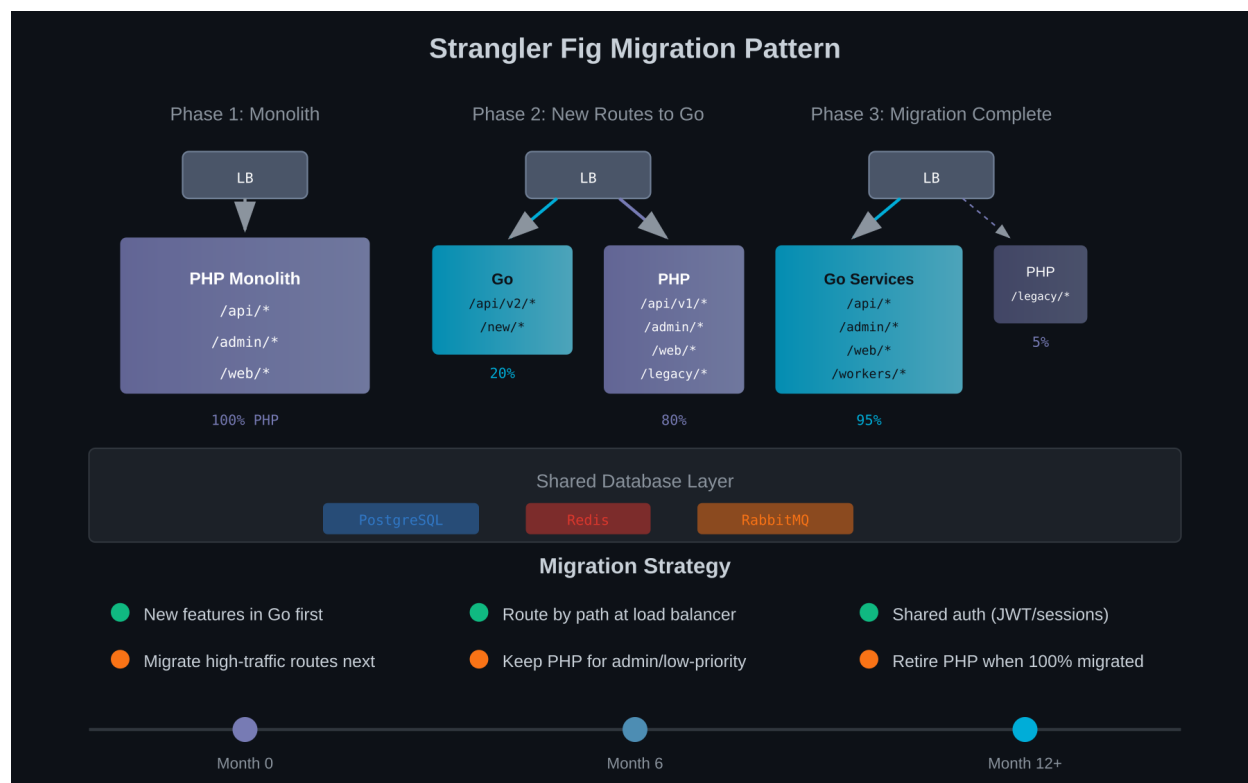 Strangler Fig Migration Pattern
Phase 1: Monolith
LB
PHP Monolith
/api/*
/admin/*
/web/*
100% PHP
Phase 2: New Routes to Go
LB
Go
/api/v2/*
/new/*
20%
PHP
/api/v1/*
/admin/*
/web/*
/legacy/*
80%
Phase 3: Migration Complete
LB
Go Services
/api/*
/admin/*
/web/*
/workers/*
95%
PHP
/legacy/*
5%
Shared Database Layer
PostgreSQL
Redis
RabbitMQ
Migration Strategy
New features in Go first
Route by path at load balancer
Shared auth (JWT/sessions)
Migrate high-traffic routes next
Keep PHP for admin/low-priority
Retire PHP when 100% migrated
Month 0
Month 6
Month 12+